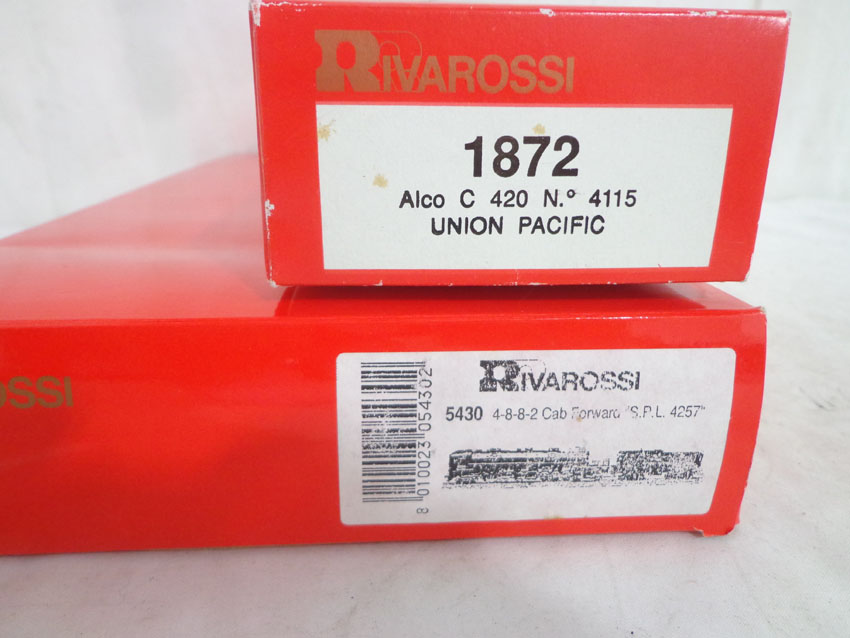 RIVAROSSI
1872
Alco C 420 N.º 4115
UNION PACIFIC
OSSI
RIVAROSSI
5430 4-8-8-2 Cab Forward "S.P.L. 4257"
8 010023 054302